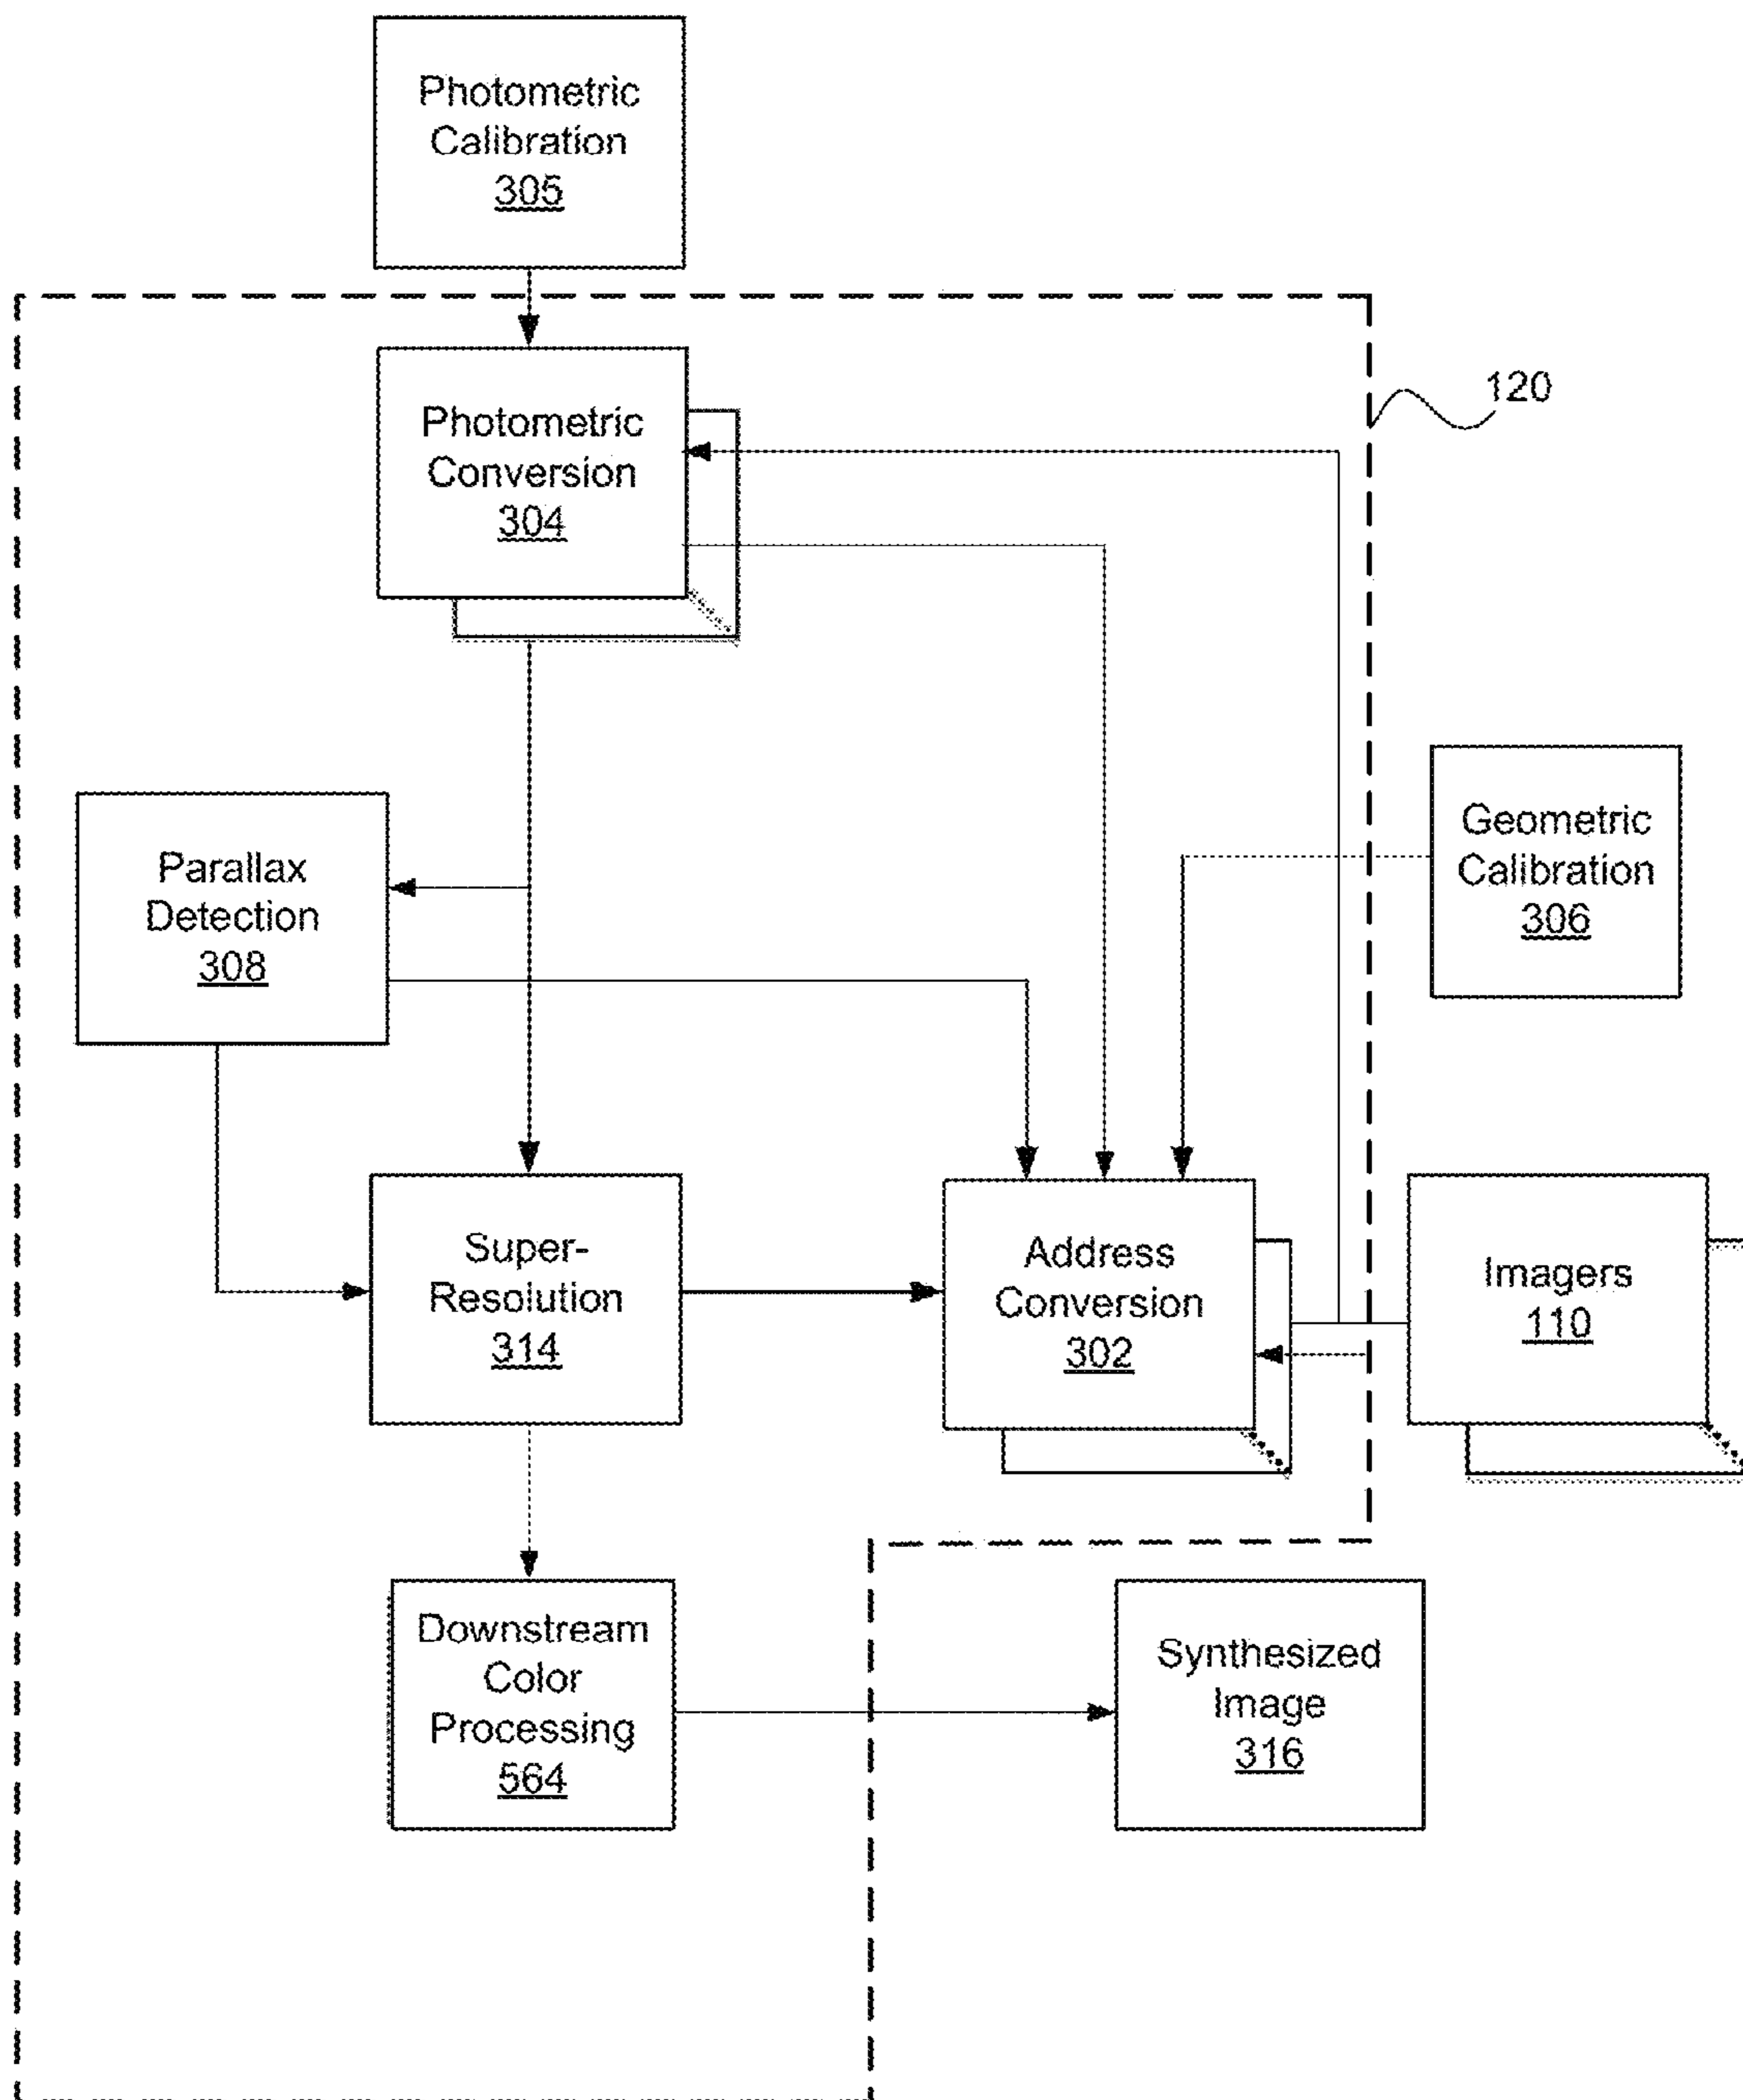 Photometric
Calibration
305
Photometric
Conversion
304
120
Parallax
Detection
308
Geometric
Calibration
306
Super-
Resolution
314
Address
Conversion
302
Imagers
110
Downstream
Color
Processing
564
Synthesized
Image
316